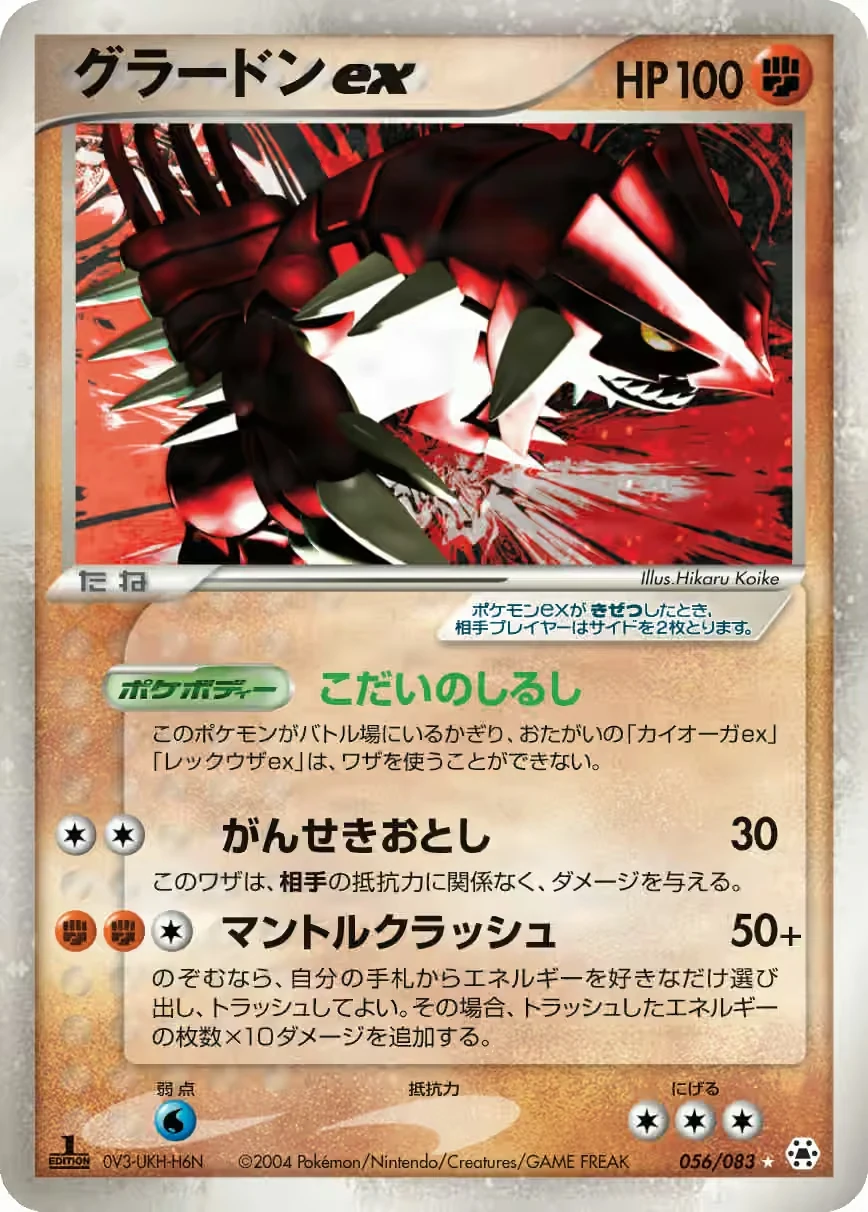 グラードンex HP100
たね
Illus.Hikaru Koike
ポケモンexが きぜつしたとき、
相手プレイヤーはサイドを2枚とります。
ポケボディー こだいのしるし
このポケモンがバトル場にいるかぎり、おたがいの「カイオーガex」
「レックウザex」は、ワザを使うことができない。
がんせきおとし 30
このワザは、相手の抵抗力に関係なく、ダメージを与える。
マントルクラッシュ 50+
のぞむなら、自分の手札からエネルギーを好きなだけ選び
出し、トラッシュしてよい。その場合、トラッシュしたエネルギー
の枚数×10ダメージを追加する。
弱点 抵抗力 にげる
1 EDITION 0V3-UKH-H6N ©2004 Pokémon/Nintendo/Creatures/GAME FREAK 056/083 ★